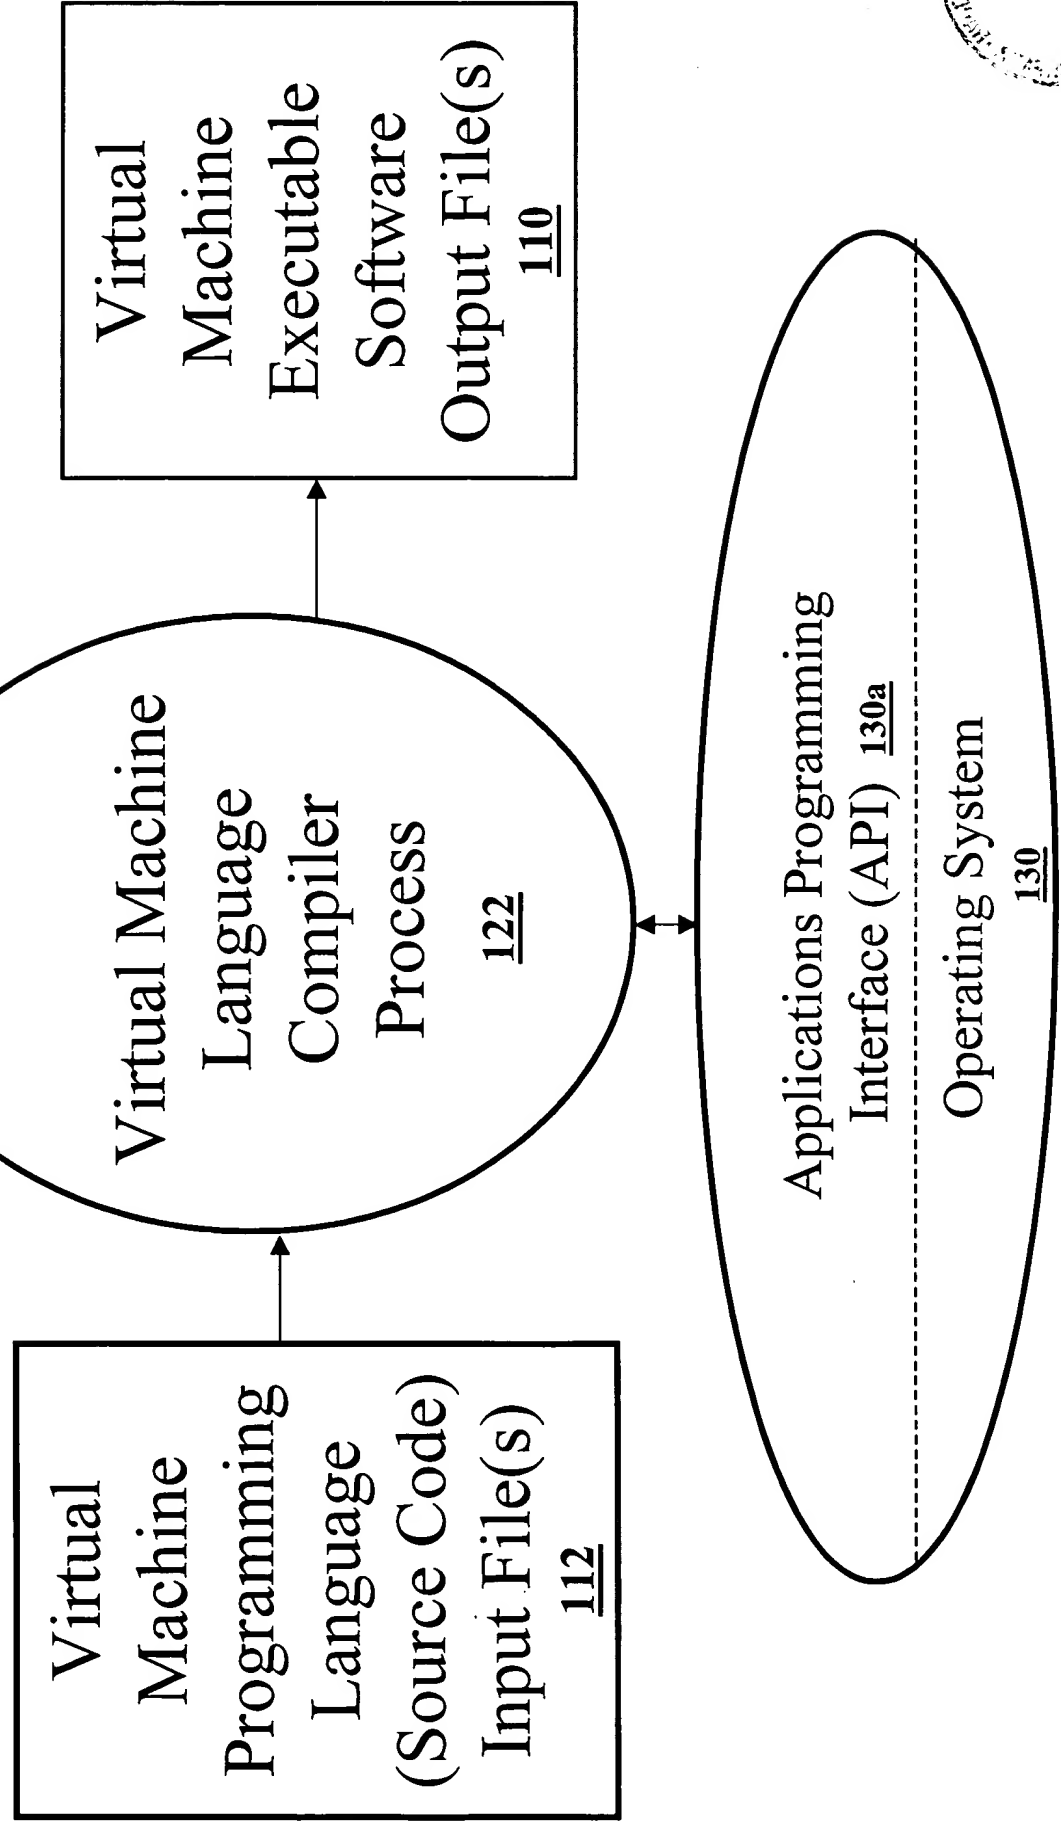 Virtual
Machine
Programming
Language
(Source Code)
Input File(s)
112
Virtual Machine
Language
Compiler
Process
122
Virtual
Machine
Executable
Software
Output File(s)
110
Applications Programming
Interface (API) 130a
Operating System
130